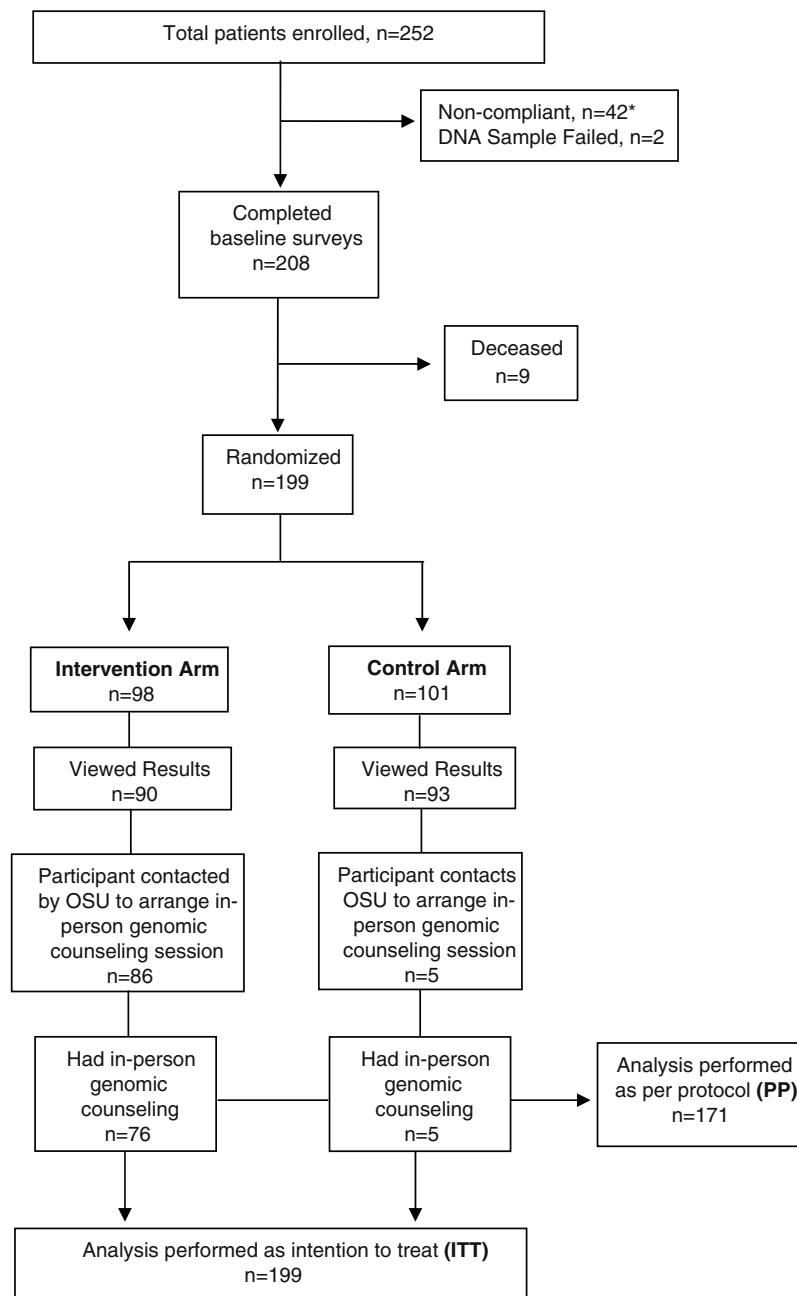 Total patients enrolled, n=252
Non-compliant, n=42*
DNA Sample Failed, n=2
Completed
baseline surveys
n=208
Deceased
n=9
Randomized
n=199
Intervention Arm
n=98
Control Arm
n=101
Viewed Results
n=90
Viewed Results
n=93
Participant contacted
by OSU to arrange in-
person genomic
counseling session
n=86
Participant contacts
OSU to arrange in-
person genomic
counseling session
n=5
Had in-person
genomic
counseling
n=76
Had in-person
genomic
counseling
n=5
Analysis performed
as per protocol (PP)
n=171
Analysis performed as intention to treat (ITT)
n=199